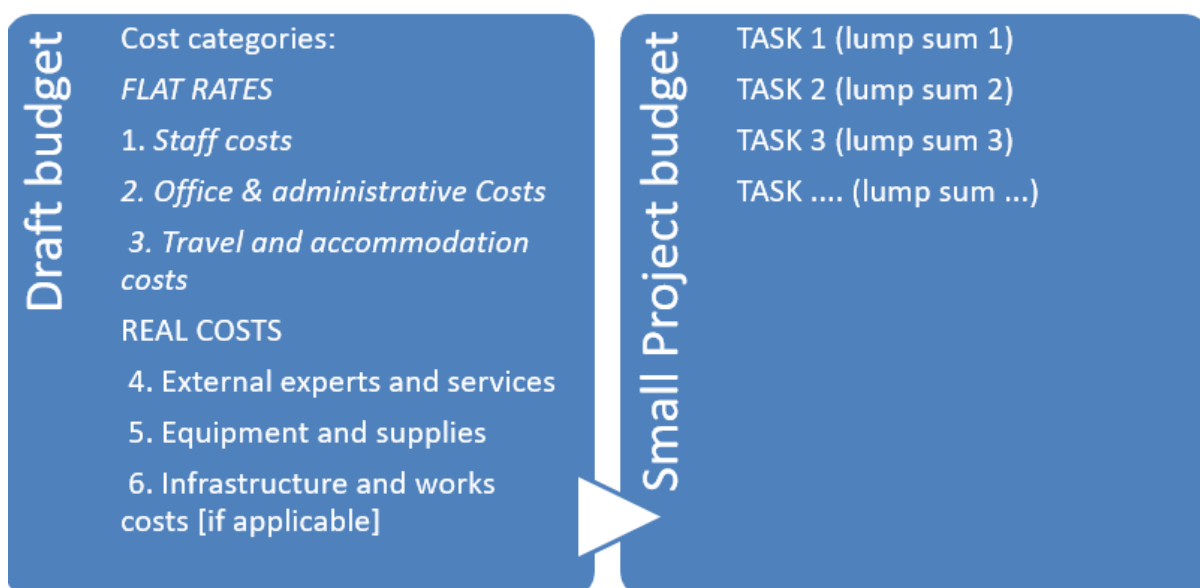 Draft budget
Cost categories:
FLAT RATES
1. Staff costs
2. Office & administrative Costs
3. Travel and accommodation
costs
REAL COSTS
4. External experts and services
5. Equipment and supplies
6. Infrastructure and works
costs [if applicable]
Small Project budget
TASK 1 (lump sum 1)
TASK 2 (lump sum 2)
TASK 3 (lump sum 3)
TASK .... (lump sum ...)